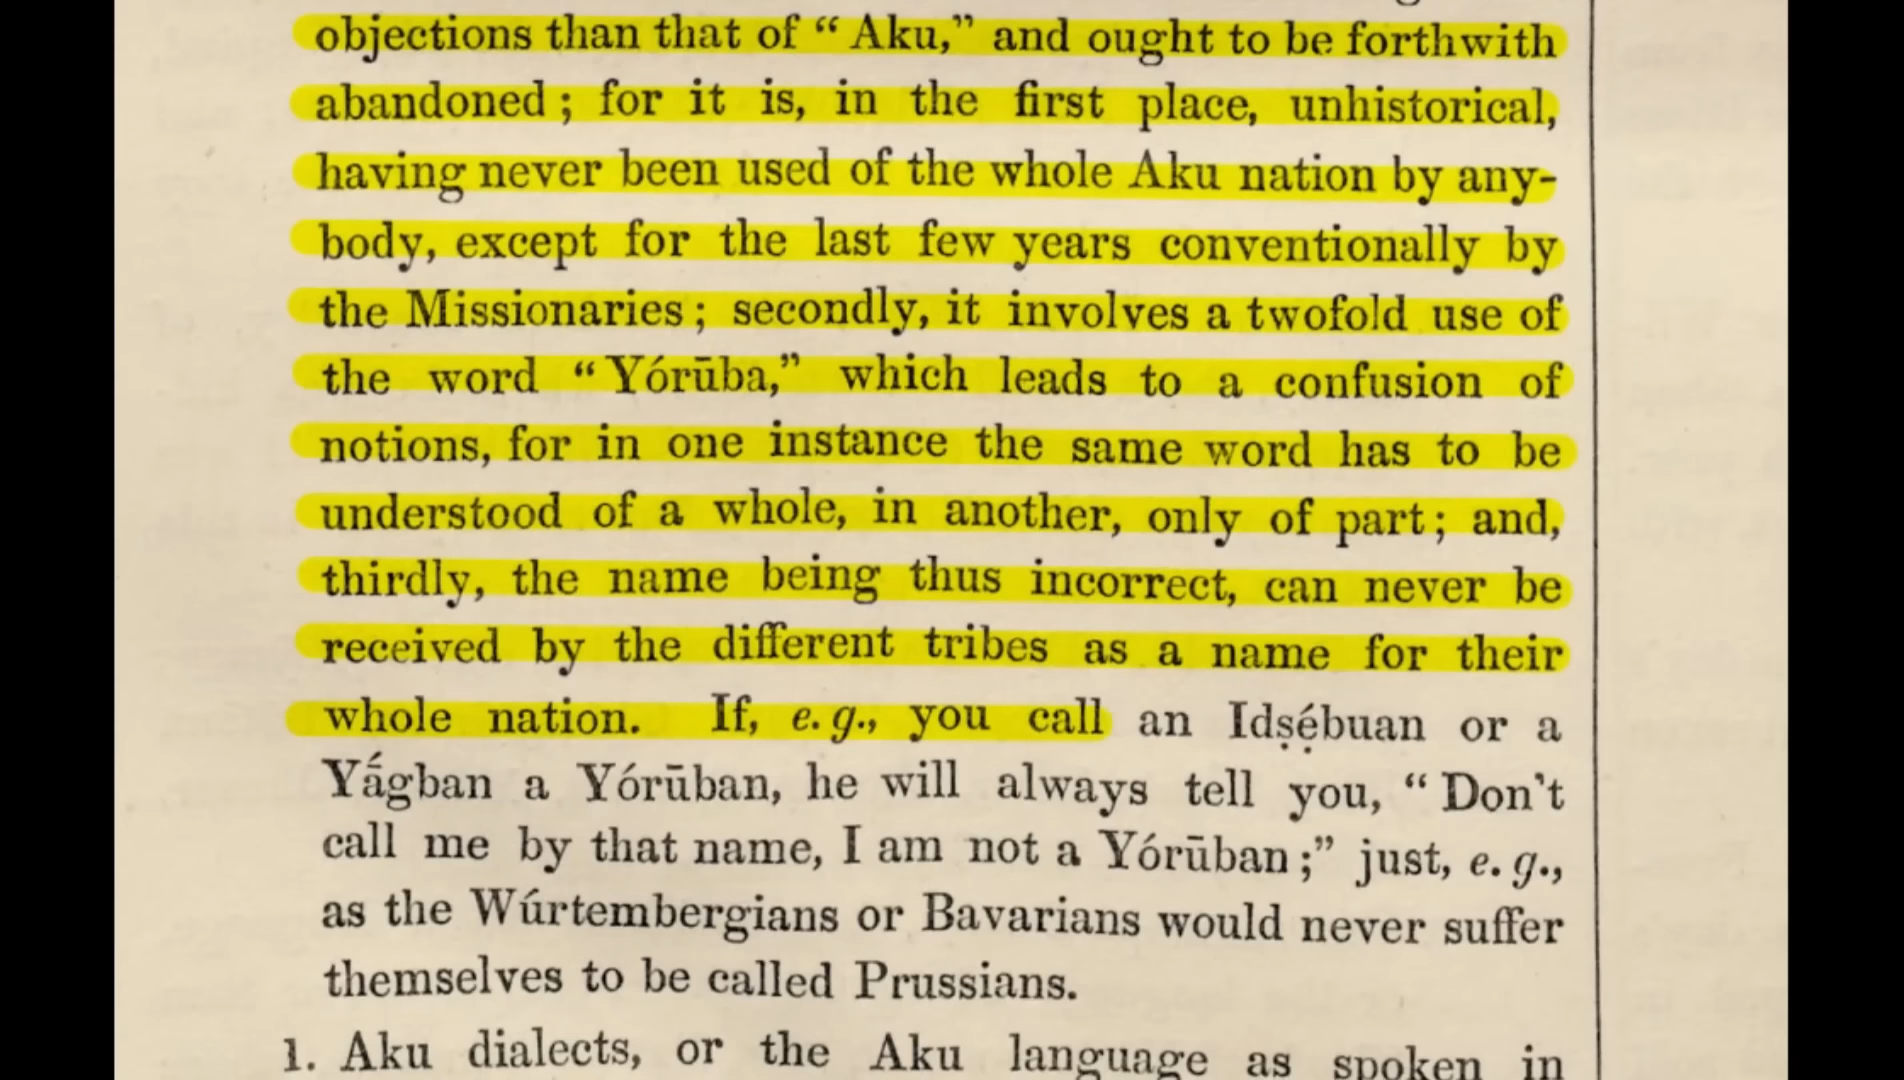 objections than that of “ Aku,” and ought to be forthwith
abandoned ; for it is, in the first place, unhistorical,
having never been used of the whole Aku nation by any-
body, except for the last few years conventionally by
the Missionaries ; secondly, it involves a twofold use of
the word “ Yórūba,” which leads to a confusion of
notions, for in one instance the same word has to be
understood of a whole, in another, only of part ; and,
thirdly, the name being thus incorrect, can never be
received by the different tribes as a name for their
whole nation. If, e. g., you call an Idṣẹ́buan or a
Yā́gban a Yórūban, he will always tell you, “ Don't
call me by that name, I am not a Yórūban ;” just, e. g.,
as the Wúrtembergians or Bavarians would never suffer
themselves to be called Prussians.
1. Aku dialects, or the Aku language as spoken in